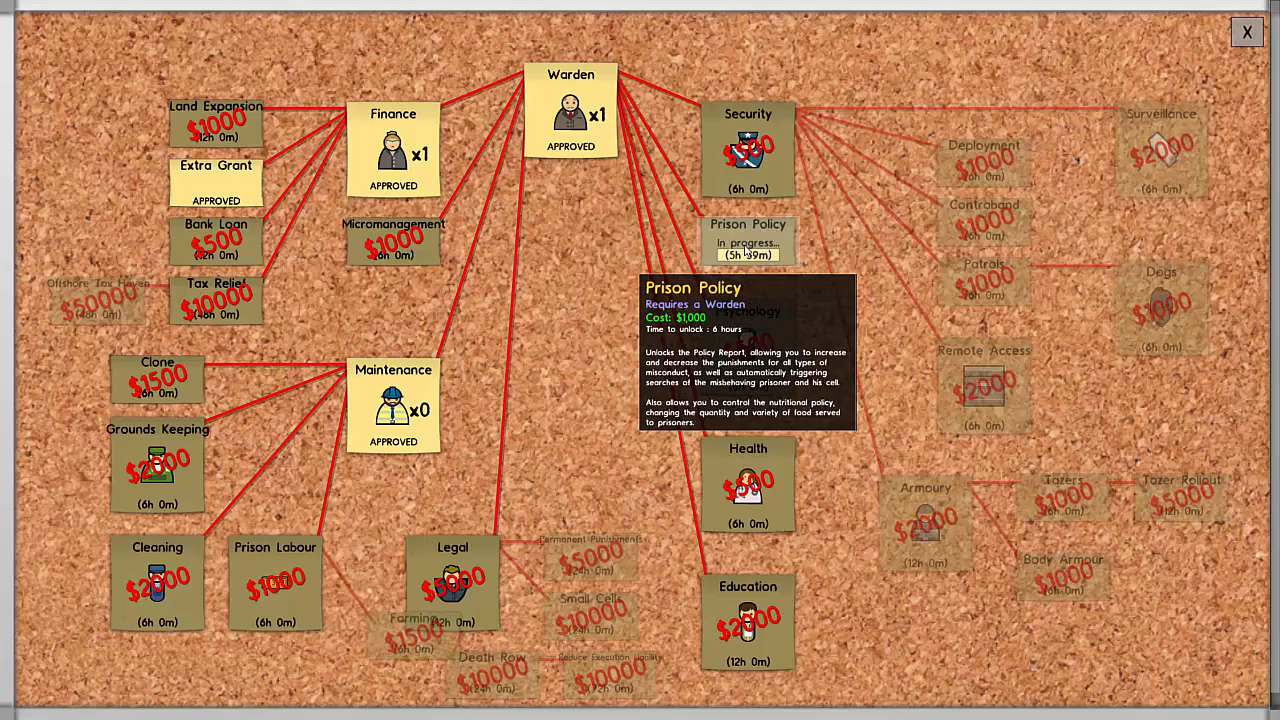 X
Warden
x1
APPROVED
Land Expansion
$1000
(12h 0m)
Finance
x1
APPROVED
Extra Grant
APPROVED
Bank Loan
$500
Micromanagement
$1000
(6h 0m)
Offshore Tax Haven
$50000
(48h 0m)
Tax Relief
$10000
Security
$500
(6h 0m)
Prison Policy
In progress...
(5h 39m)
Prison Policy
Requires a Warden
Cost: $1,000
Time to unlock : 6 hours
Unlocks the Policy Report, allowing you to increase
and decrease the punishments for all types of
misconduct, as well as automatically triggering
searches of the misbehaving prisoner and his cell.
Also allows you to control the nutritional policy,
changing the quantity and variety of food served
to prisoners.
Psychology
Surveillance
$2000
(6h 0m)
Deployment
$1000
(6h 0m)
Contraband
$1000
(6h 0m)
Patrols
$1000
(6h 0m)
Dogs
$1000
(6h 0m)
Remote Access
$2000
(6h 0m)
Clone
$1500
(6h 0m)
Maintenance
x0
APPROVED
Grounds Keeping
$2000
(6h 0m)
Health
$500
(6h 0m)
Armoury
$2000
(12h 0m)
Tazers
$1000
(6h 0m)
Tazer Rollout
$5000
(12h 0m)
Body Armour
$1000
(6h 0m)
Cleaning
$2000
(6h 0m)
Prison Labour
$1000
(6h 0m)
Legal
$5000
(12h 0m)
Permanent Punishments
$5000
(24h 0m)
Small Cells
$10000
(24h 0m)
Farming
$1500
(6h 0m)
Death Row
$10000
(24h 0m)
Reduce Execution Liability
$10000
(72h 0m)
Education
$2000
(12h 0m)